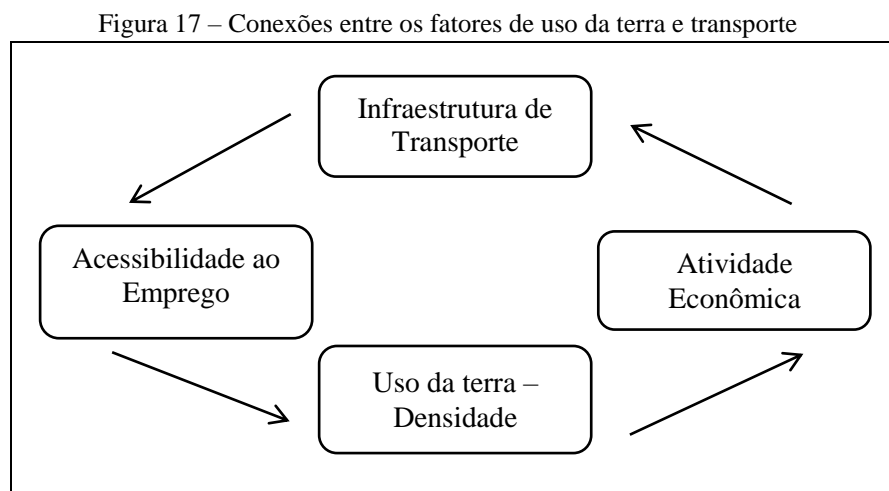 Figura 17 – Conexões entre os fatores de uso da terra e transporte
Infraestrutura de
Transporte
Acessibilidade ao
Emprego
Atividade
Econômica
Uso da terra –
Densidade